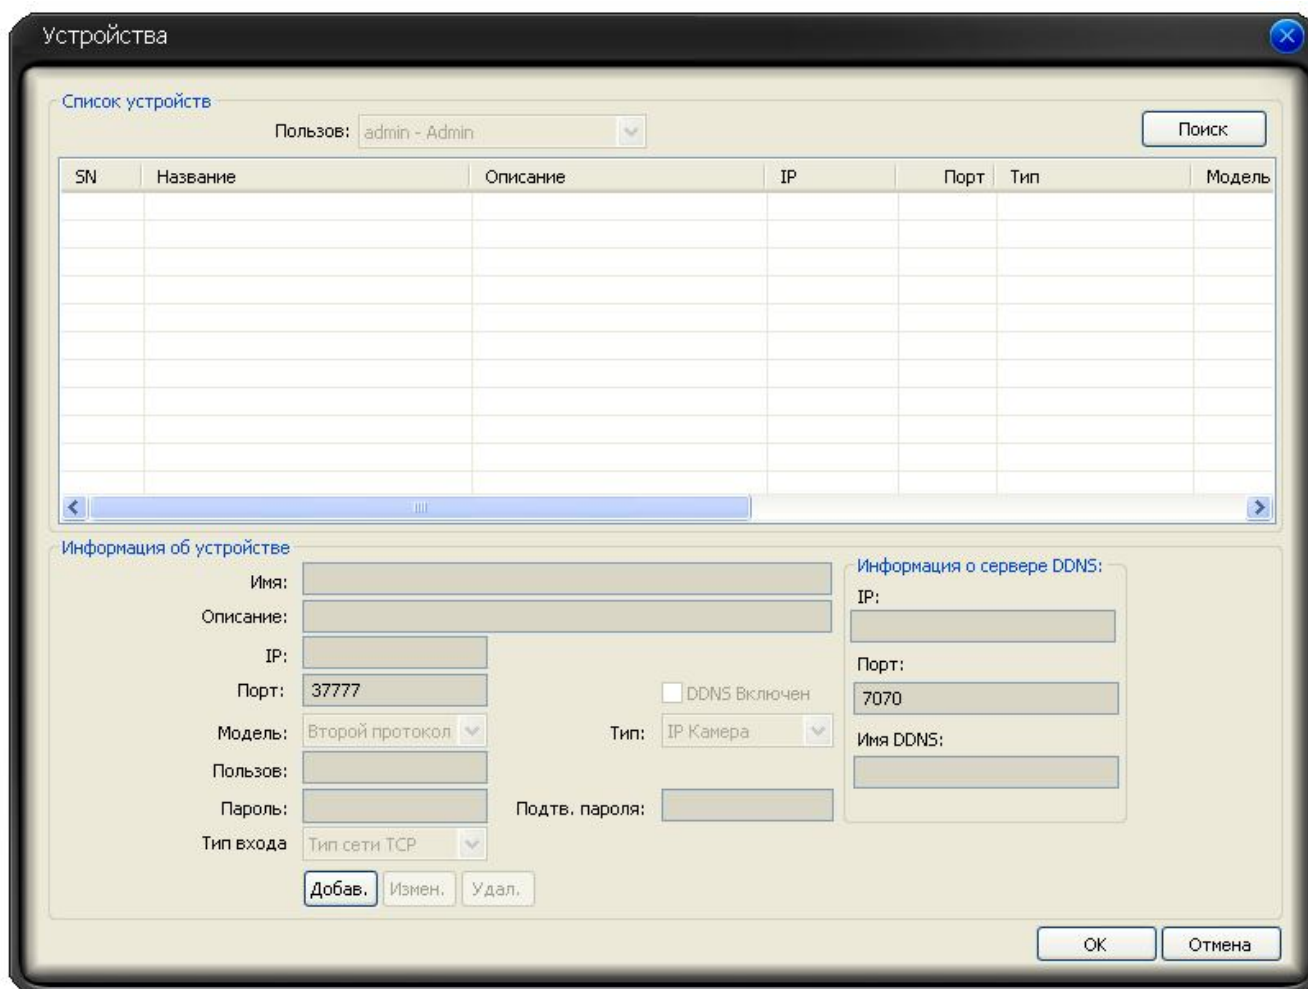 Устройства
Список устройств
Пользов: admin - Admin Поиск
SN Название Описание IP Порт Тип Модель
Информация об устройстве
Информация о сервере DDNS:
Имя:
IP:
Описание:
IP:
Порт:
Порт: 37777 DDNS Включен
7070
Модель: Второй протокол Тип: IP Камера
Имя DDNS:
Пользов:
Пароль: Подтв. пароля:
Тип входа Тип сети TCP
Добав. Измен. Удал.
OK Отмена